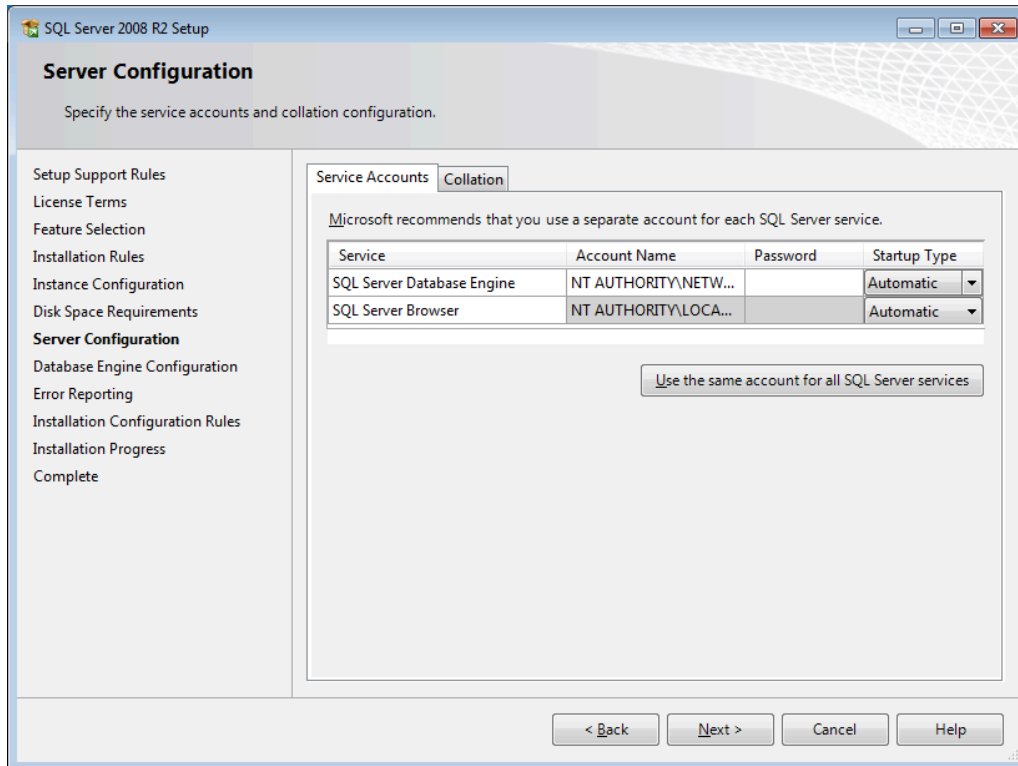 SQL Server 2008 R2 Setup
Server Configuration
Specify the service accounts and collation configuration.
Setup Support Rules
License Terms
Feature Selection
Installation Rules
Instance Configuration
Disk Space Requirements
Server Configuration
Database Engine Configuration
Error Reporting
Installation Configuration Rules
Installation Progress
Complete
Service Accounts Collation
Microsoft recommends that you use a separate account for each SQL Server service.
Service Account Name Password Startup Type
SQL Server Database Engine NT AUTHORITY\NETW... Automatic
SQL Server Browser NT AUTHORITY\LOCA... Automatic
Use the same account for all SQL Server services
< Back Next > Cancel Help